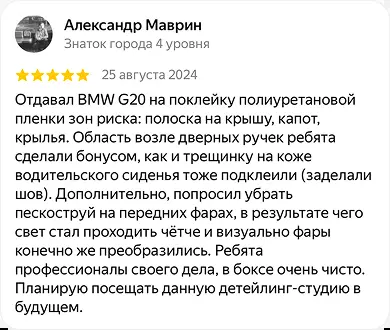 Александр Маврин
Знаток города 4 уровня
25 августа 2024
Отдавал BMW G20 на поклейку полиуретановой
пленки зон риска: полоска на крышу, капот,
крылья. Область возле дверных ручек ребята
сделали бонусом, как и трещинку на коже
водительского сиденья тоже подклеили (заделали
шов). Дополнительно, попросил убрать
пескоструй на передних фарах, в результате чего
свет стал проходить чётче и визуально фары
конечно же преобразились. Ребята
профессионалы своего дела, в боксе очень чисто.
Планирую посещать данную детейлинг-студию в
будущем.